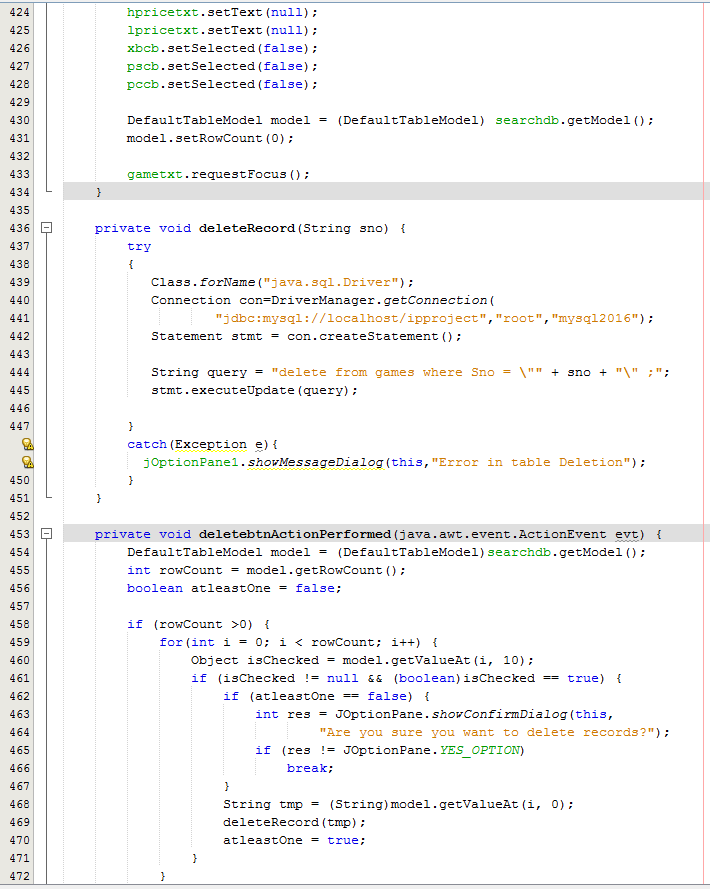 424 hpricetxt.setText(null);
425 lpricetxt.setText(null);
426 xbcb.setSelected(false);
427 pscb.setSelected(false);
428 pccb.setSelected(false);
429
430 DefaultTableModel model = (DefaultTableModel) searchdb.getModel();
431 model.setRowCount(0);
432
433 gametxt.requestFocus();
434 }
435
436 private void deleteRecord(String sno) {
437 try
438 {
439 Class.forName("java.sql.Driver");
440 Connection con=DriverManager.getConnection(
441 "jdbc:mysql://localhost/ipproject","root","mysql2016");
442 Statement stmt = con.createStatement();
443
444 String query = "delete from games where Sno = \"" + sno + "\" ;";
445 stmt.executeUpdate(query);
446
447 }
catch(Exception e){
jOptionPane1.showMessageDialog(this,"Error in table Deletion");
450 }
451 }
452
453 private void deletebtnActionPerformed(java.awt.event.ActionEvent evt) {
454 DefaultTableModel model = (DefaultTableModel)searchdb.getModel();
455 int rowCount = model.getRowCount();
456 boolean atleastOne = false;
457
458 if (rowCount >0) {
459 for(int i = 0; i < rowCount; i++) {
460 Object isChecked = model.getValueAt(i, 10);
461 if (isChecked != null && (boolean)isChecked == true) {
462 if (atleastOne == false) {
463 int res = JOptionPane.showConfirmDialog(this,
464 "Are you sure you want to delete records?");
465 if (res != JOptionPane.YES_OPTION)
466 break;
467 }
468 String tmp = (String)model.getValueAt(i, 0);
469 deleteRecord(tmp);
470 atleastOne = true;
471 }
472 }